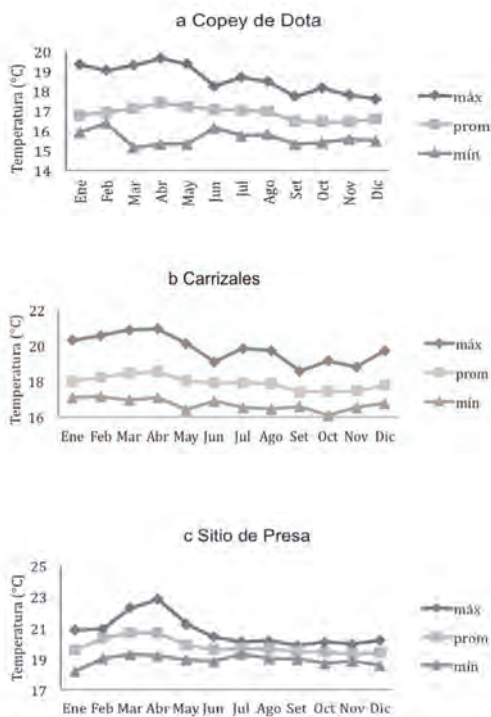 a Copey de Dota
Temperatura (°C)
20
19
18
17
16
15
14
Ene Feb Mar Abr May Jun Jul Ago Set Oct Nov Dic
máx
prom
mín
b Carrizales
Temperatura (°C)
22
20
18
16
Ene Feb Mar Abr May Jun Jul Ago Set Oct Nov Dic
máx
prom
mín
c Sitio de Presa
Temperatura (°C)
25
23
21
19
17
Ene Feb Mar Abr May Jun Jul Ago Set Oct Nov Dic
máx
prom
mín